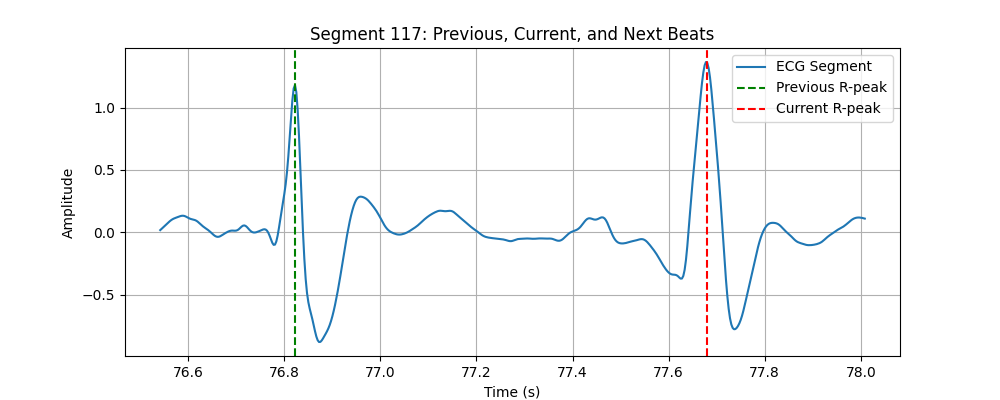 Segment 117: Previous, Current, and Next Beats
ECG Segment
Previous R-peak
Current R-peak
Amplitude
1.0
0.5
0.0
−0.5
76.6 76.8 77.0 77.2 77.4 77.6 77.8 78.0
Time (s)